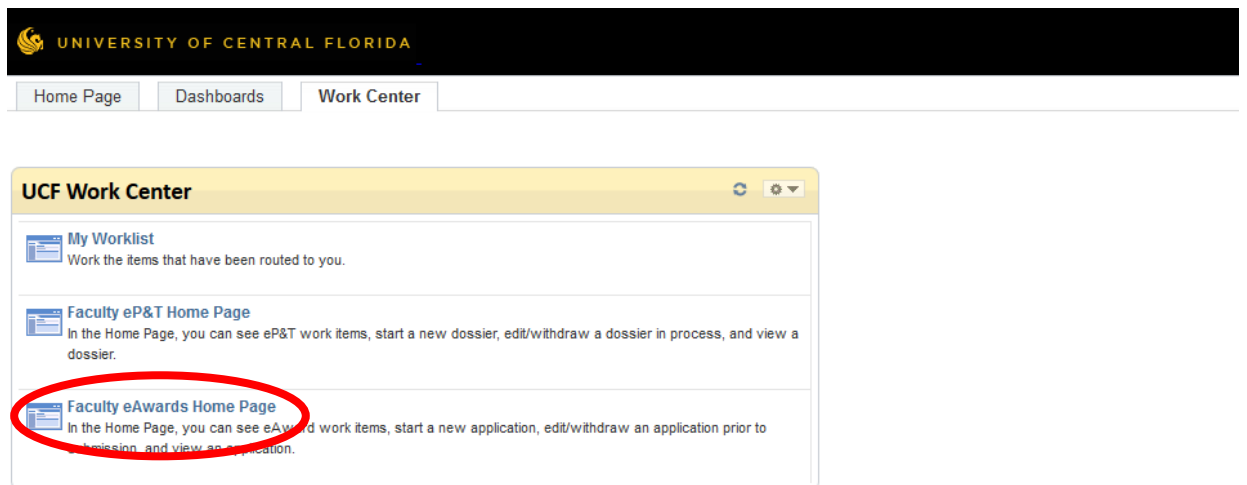 UNIVERSITY OF CENTRAL FLORIDA
Home Page Dashboards Work Center
UCF Work Center
My Worklist
Work the items that have been routed to you.
Faculty eP&T Home Page
In the Home Page, you can see eP&T work items, start a new dossier, edit/withdraw a dossier in process, and view a
dossier.
Faculty eAwards Home Page
In the Home Page, you can see eAward work items, start a new application, edit/withdraw an application prior to
submission, and view an application.